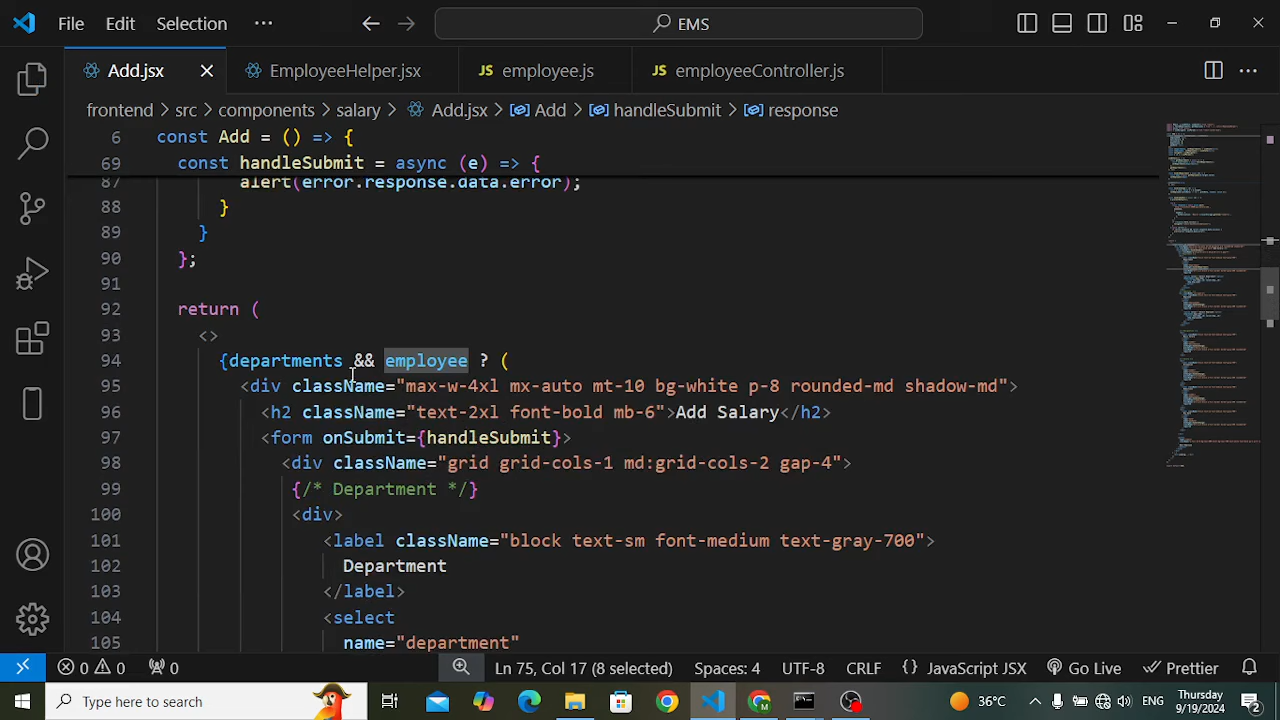 File Edit Selection ··· EMS
Add.jsx EmployeeHelper.jsx JS employee.js JS employeeController.js
frontend > src > components > salary > Add.jsx > Add > handleSubmit > response
6 const Add = () => {
69 const handleSubmit = async (e) => {
87 alert(error.response.data.error);
88 }
89 }
90 };
91
92 return (
93 <>
94 {departments && employee ? (
95 <div className="max-w-4xl mx-auto mt-10 bg-white p-8 rounded-md shadow-md">
96 <h2 className="text-2xl font-bold mb-6">Add Salary</h2>
97 <form onSubmit={handleSubmit}>
98 <div className="grid grid-cols-1 md:grid-cols-2 gap-4">
99 {/* Department */}
100 <div>
101 <label className="block text-sm font-medium text-gray-700">
102 Department
103 </label>
104 <select
105 name="department"
0 0 0 Ln 75, Col 17 (8 selected) Spaces: 4 UTF-8 CRLF {} JavaScript JSX Go Live Prettier
Type here to search 36°C ENG Thursday 9/19/2024 2